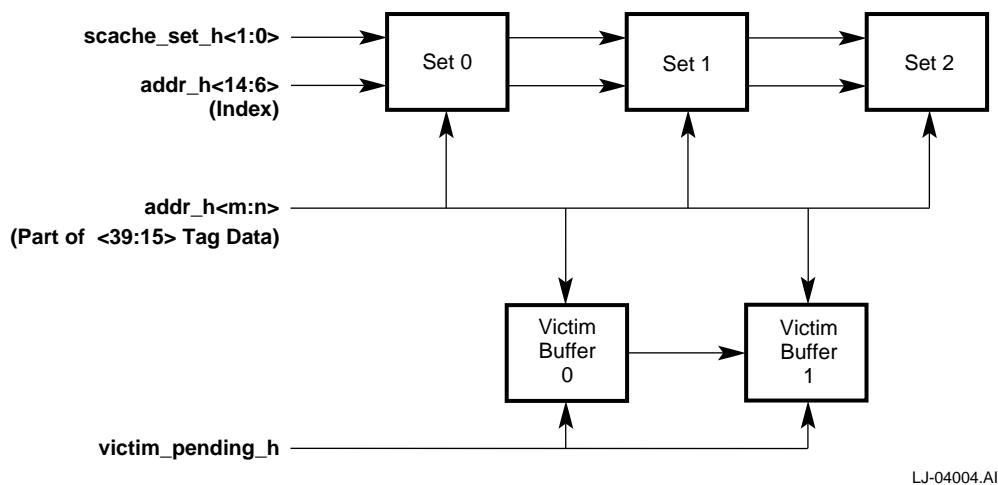 scache_set_h<1:0>
addr_h<14:6>
(Index)
Set 0
Set 1
Set 2
addr_h<m:n>
(Part of <39:15> Tag Data)
Victim
Buffer
0
Victim
Buffer
1
victim_pending_h
LJ-04004.AI